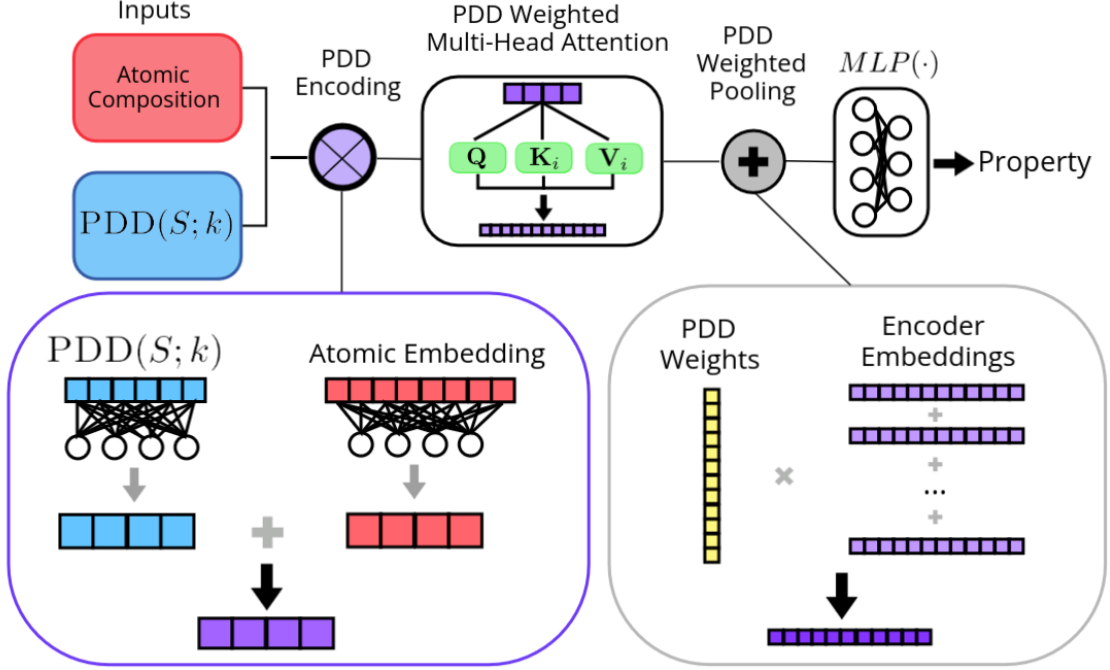 Inputs
Atomic
Composition
PDD(S; k)
PDD
Encoding
PDD Weighted
Multi-Head Attention
Q
K_i
V_i
PDD
Weighted
Pooling
MLP(·)
Property
PDD(S; k)
Atomic Embedding
PDD
Weights
Encoder
Embeddings
...